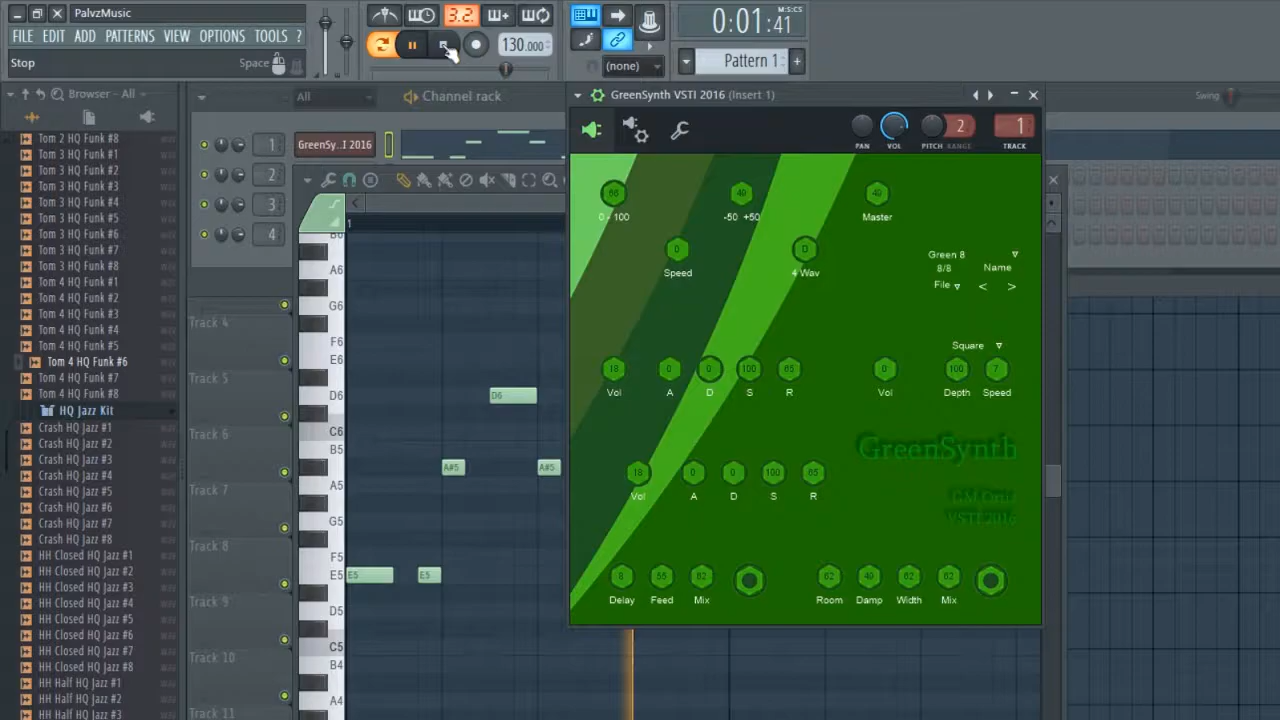 PalvzMusic
FILE EDIT ADD PATTERNS VIEW OPTIONS TOOLS ?
Stop
Space
3.2.
130.000
(none)
0:01:41
M:S:CS
Pattern 1
Browser - All
All
Channel rack
Swing
Tom 2 HQ Funk #8
Tom 3 HQ Funk #1
Tom 3 HQ Funk #2
Tom 3 HQ Funk #3
Tom 3 HQ Funk #4
Tom 3 HQ Funk #5
Tom 3 HQ Funk #6
Tom 3 HQ Funk #7
Tom 3 HQ Funk #8
Tom 4 HQ Funk #1
Tom 4 HQ Funk #2
Tom 4 HQ Funk #3
Tom 4 HQ Funk #4
Tom 4 HQ Funk #5
Tom 4 HQ Funk #6
Tom 4 HQ Funk #7
Tom 4 HQ Funk #8
HQ Jazz Kit
Crash HQ Jazz #1
Crash HQ Jazz #2
Crash HQ Jazz #3
Crash HQ Jazz #4
Crash HQ Jazz #5
Crash HQ Jazz #6
Crash HQ Jazz #7
Crash HQ Jazz #8
HH Closed HQ Jazz #1
HH Closed HQ Jazz #2
HH Closed HQ Jazz #3
HH Closed HQ Jazz #4
HH Closed HQ Jazz #5
HH Closed HQ Jazz #6
HH Closed HQ Jazz #7
HH Closed HQ Jazz #8
HH Half HQ Jazz #1
HH Half HQ Jazz #2
HH Half HQ Jazz #3
1
GreenSy..I 2016
2
3
4
Track 4
Track 5
Track 6
Track 7
Track 8
Track 9
Track 10
Track 11
1
B6
A6
G6
F6
E6
D6
C6
B5
A5
G5
F5
E5
D5
C5
B4
A4
D6
A#5
A#5
E5
E5
GreenSynth VSTI 2016 (Insert 1)
2
1
PAN VOL PITCH RANGE TRACK
66
0 - 100
49
-50 +50
49
Master
0
Speed
0
4 Wav
Green 8
8/8
Name
File
<
>
Square
18
Vol
0
A
0
D
100
S
65
R
0
Vol
100
Depth
7
Speed
GreenSynth
VSTI 2016
18
Vol
0
A
0
D
100
S
65
R
8
Delay
55
Feed
62
Mix
62
Room
49
Damp
62
Width
62
Mix